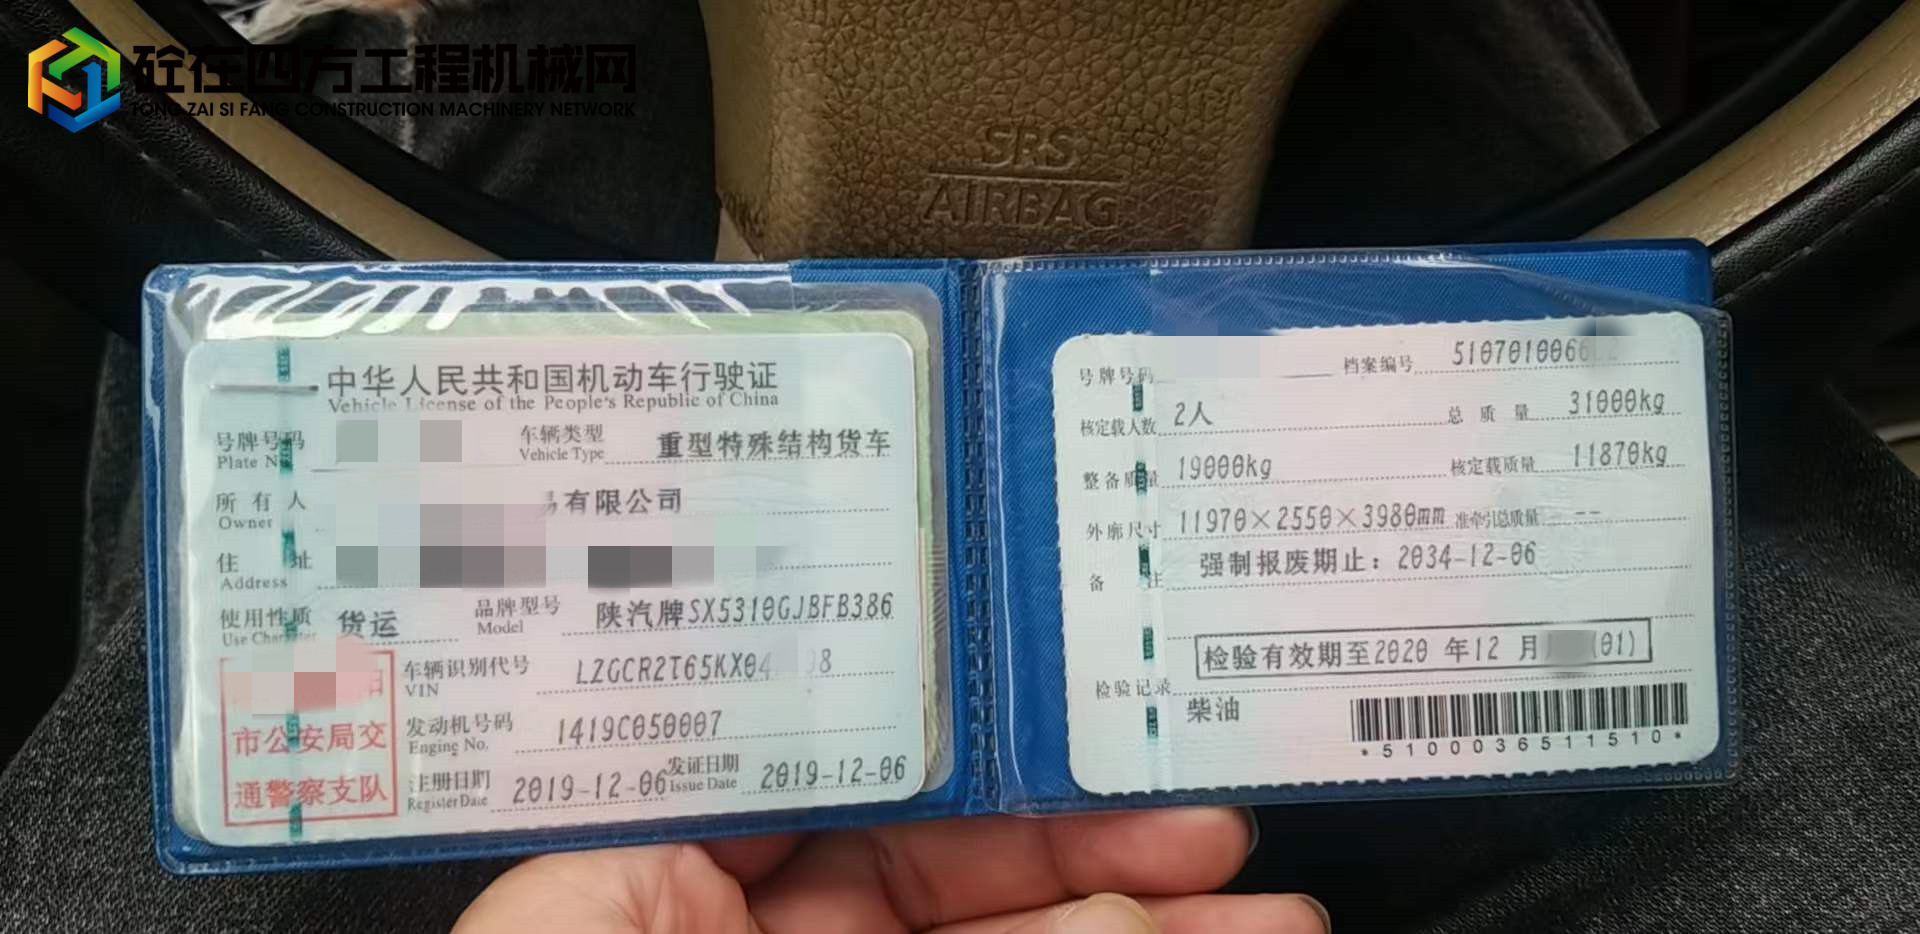 砼在四方工程机械网
TONG ZAI SI FANG CONSTRUCTION MACHINERY NETWORK
SRS
AIRBAG
中华人民共和国机动车行驶证
Vehicle License of the People's Republic of China
号牌号码
Plate N
车辆类型 重型特殊结构货车
Vehicle Type
所有人 易有限公司
Owner
住址
Address
使用性质 货运
Use Character
品牌型号 陕汽牌SX5310GJBFB386
Model
车辆识别代号 LZGCR2T65KX04 98
VIN
发动机号码 1419C050007
Engine No.
注册日期 2019-12-06
Register Date
发证日期 2019-12-06
Issue Date
市公安局交
通警察支队
号牌号码
档案编号 5107010066
核定载人数 2人
总质量 31000kg
整备质量 19000kg
核定载质量 11870kg
外廓尺寸 11970×2550×3980mm
准牵引总质量 --
备注 强制报废期止：2034-12-06
检验有效期至2020 年12 月 (01)
检验记录
柴油
*5100036511510*